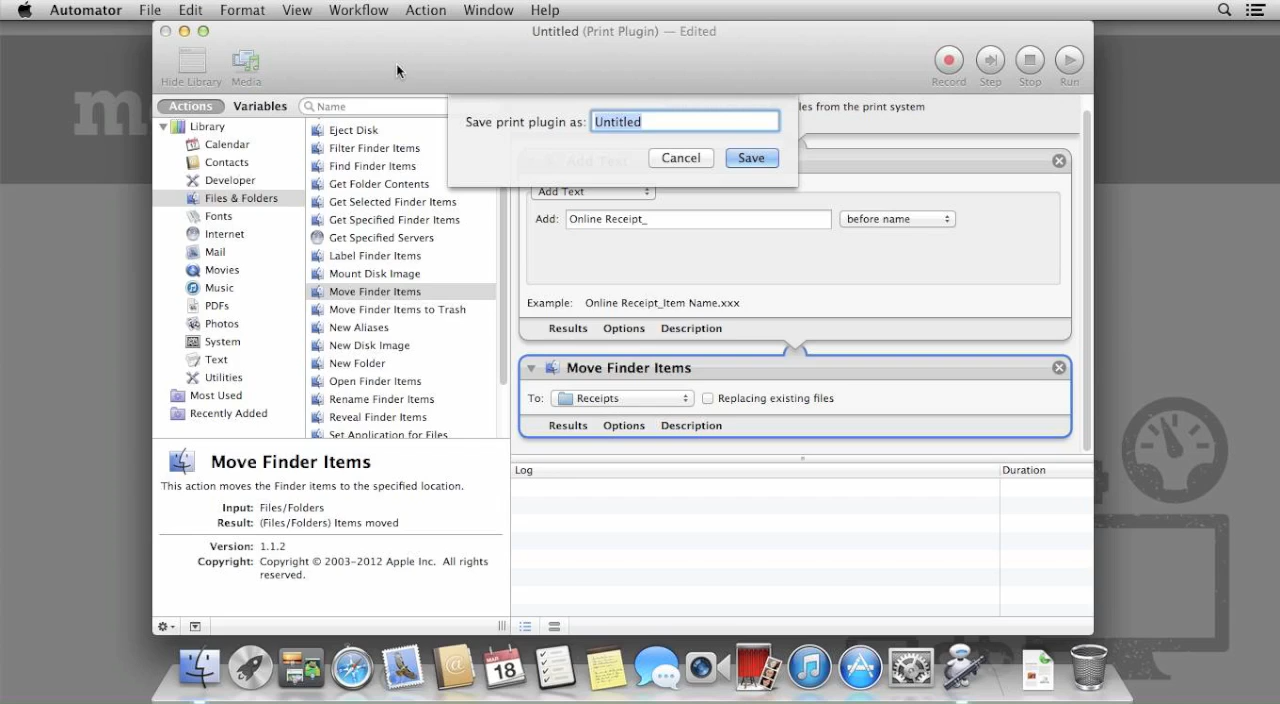 Automator File Edit Format View Workflow Action Window Help
Untitled (Print Plugin) — Edited
Hide Library Media Record Step Stop Run
Actions Variables Name
les from the print system
Save print plugin as: Untitled
Cancel Save
Library
Calendar
Contacts
Developer
Files & Folders
Fonts
Internet
Mail
Movies
Music
PDFs
Photos
System
Text
Utilities
Most Used
Recently Added
Eject Disk
Filter Finder Items
Find Finder Items
Get Folder Contents
Get Selected Finder Items
Get Specified Finder Items
Get Specified Servers
Label Finder Items
Mount Disk Image
Move Finder Items
Move Finder Items to Trash
New Aliases
New Disk Image
New Folder
Open Finder Items
Rename Finder Items
Reveal Finder Items
Set Application for Files
Add Text
Add: Online Receipt_ before name
Example: Online Receipt_Item Name.xxx
Results Options Description
Move Finder Items
To: Receipts Replacing existing files
Results Options Description
Log Duration
Move Finder Items
This action moves the Finder items to the specified location.
Input: Files/Folders
Result: (Files/Folders) Items moved
Version: 1.1.2
Copyright: Copyright © 2003–2012 Apple Inc. All rights
reserved.
MAR
18